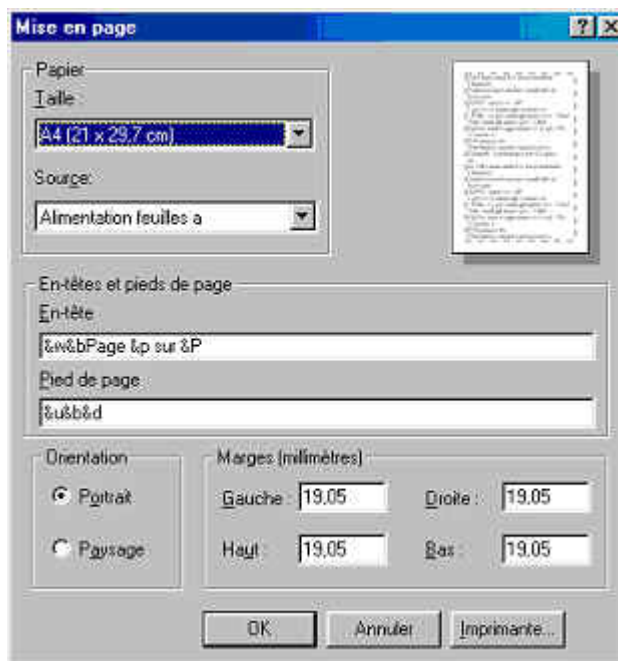 Mise en page
Papier
Taille :
A4 (21 x 29,7 cm)
Source:
Alimentation feuilles a
En-têtes et pieds de page
En-tête
&w&bPage &p sur &P
Pied de page
&u&b&d
Orientation
Portrait
Paysage
Marges (millimètres)
Gauche : 19,05 Droite : 19,05
Haut : 19,05 Bas : 19,05
OK Annuler Imprimante...